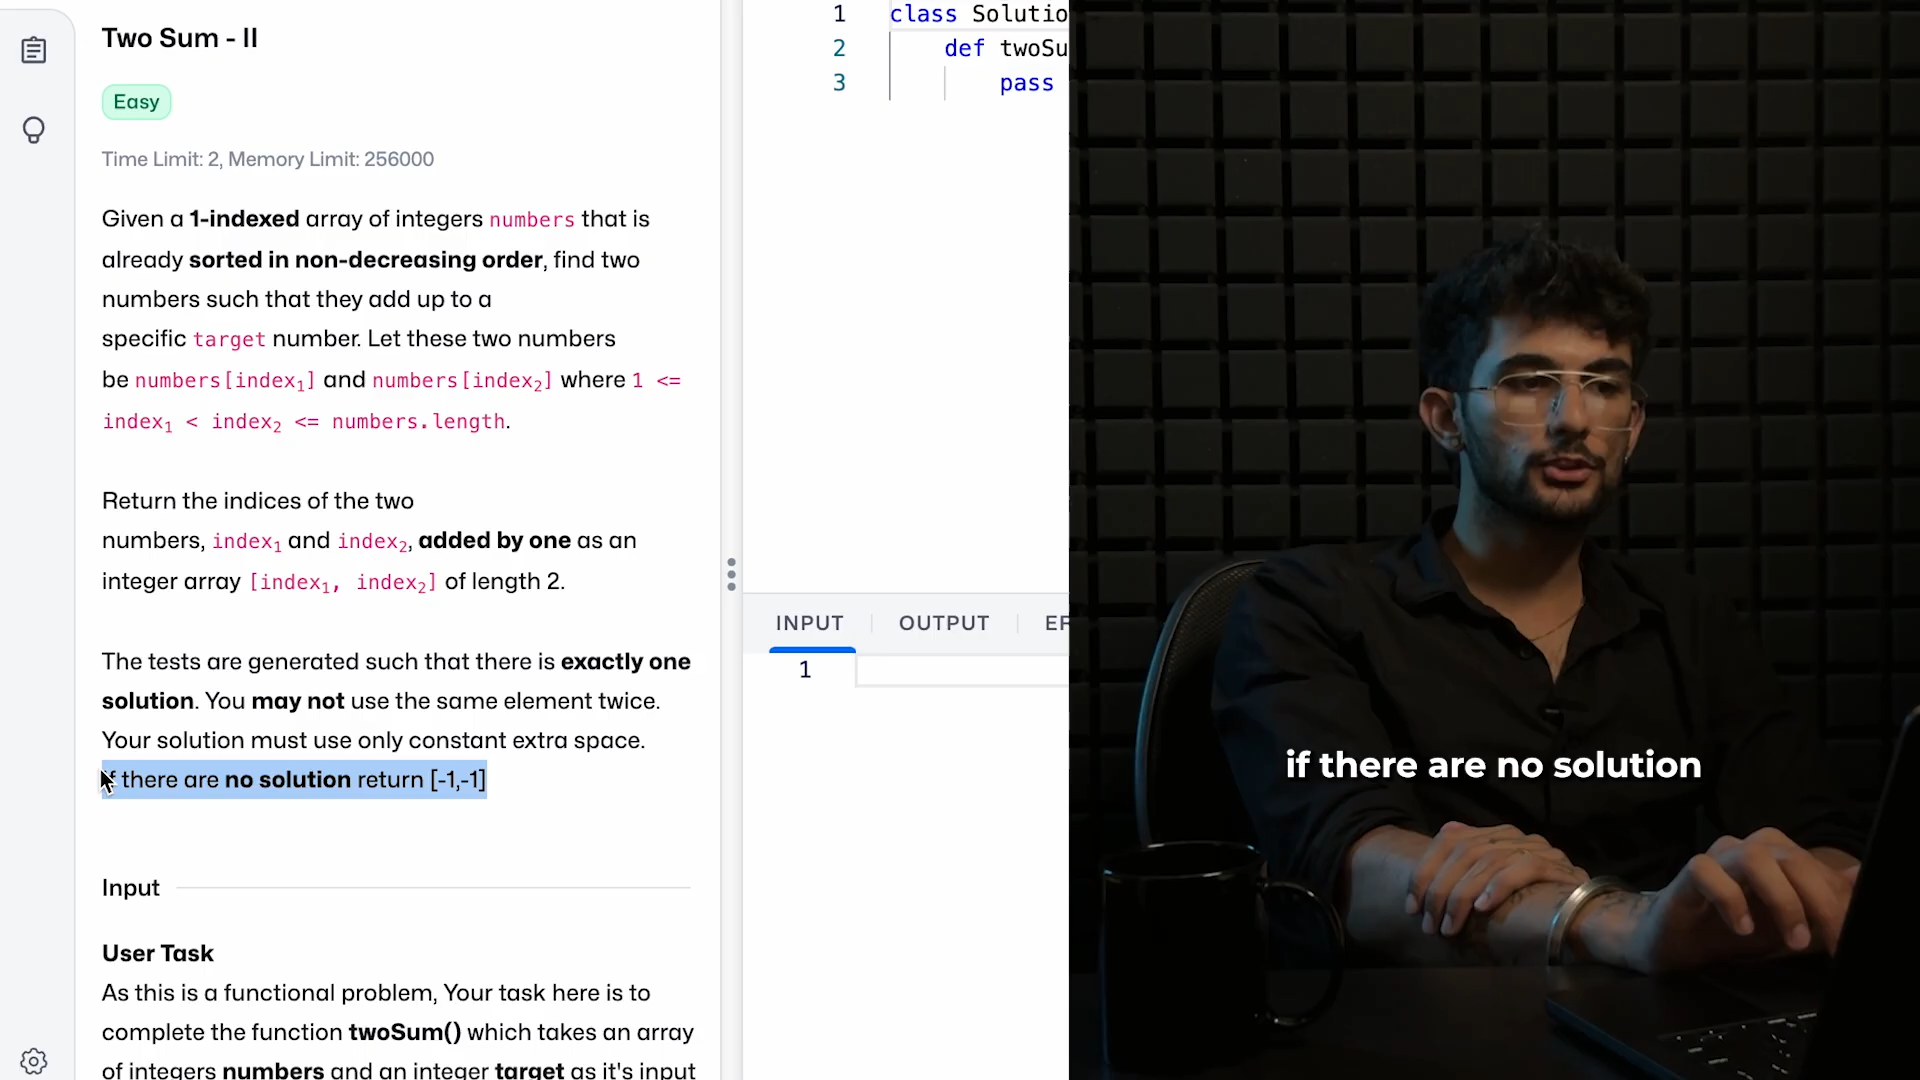 Two Sum - II
Easy
Time Limit: 2, Memory Limit: 256000
Given a 1-indexed array of integers numbers that is
already sorted in non-decreasing order, find two
numbers such that they add up to a
specific target number. Let these two numbers
be numbers[index₁] and numbers[index₂] where 1 <=
index₁ < index₂ <= numbers.length.
Return the indices of the two
numbers, index₁ and index₂, added by one as an
integer array [index₁, index₂] of length 2.
The tests are generated such that there is exactly one
solution. You may not use the same element twice.
Your solution must use only constant extra space.
If there are no solution return [-1,-1]
Input
User Task
As this is a functional problem, Your task here is to
complete the function twoSum() which takes an array
of integers numbers and an integer target as it's input
1 class Solutio
2 def twoSu
3 pass
INPUT OUTPUT ER
1
if there are no solution